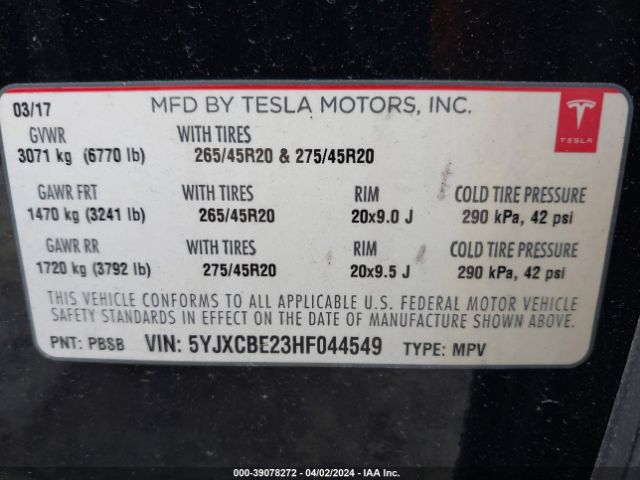 03/17 MFD BY TESLA MOTORS, INC.
TESLA
GVWR WITH TIRES
3071 kg (6770 lb) 265/45R20 & 275/45R20
GAWR FRT WITH TIRES RIM COLD TIRE PRESSURE
1470 kg (3241 lb) 265/45R20 20x9.0 J 290 kPa, 42 psi
GAWR RR WITH TIRES RIM COLD TIRE PRESSURE
1720 kg (3792 lb) 275/45R20 20x9.5 J 290 kPa, 42 psi
THIS VEHICLE CONFORMS TO ALL APPLICABLE U.S. FEDERAL MOTOR VEHICLE
SAFETY STANDARDS IN EFFECT ON THE DATE OF MANUFACTURE SHOWN ABOVE.
PNT: PBSB VIN: 5YJXCBE23HF044549 TYPE: MPV
000-39078272 - 04/02/2024 - IAA Inc.